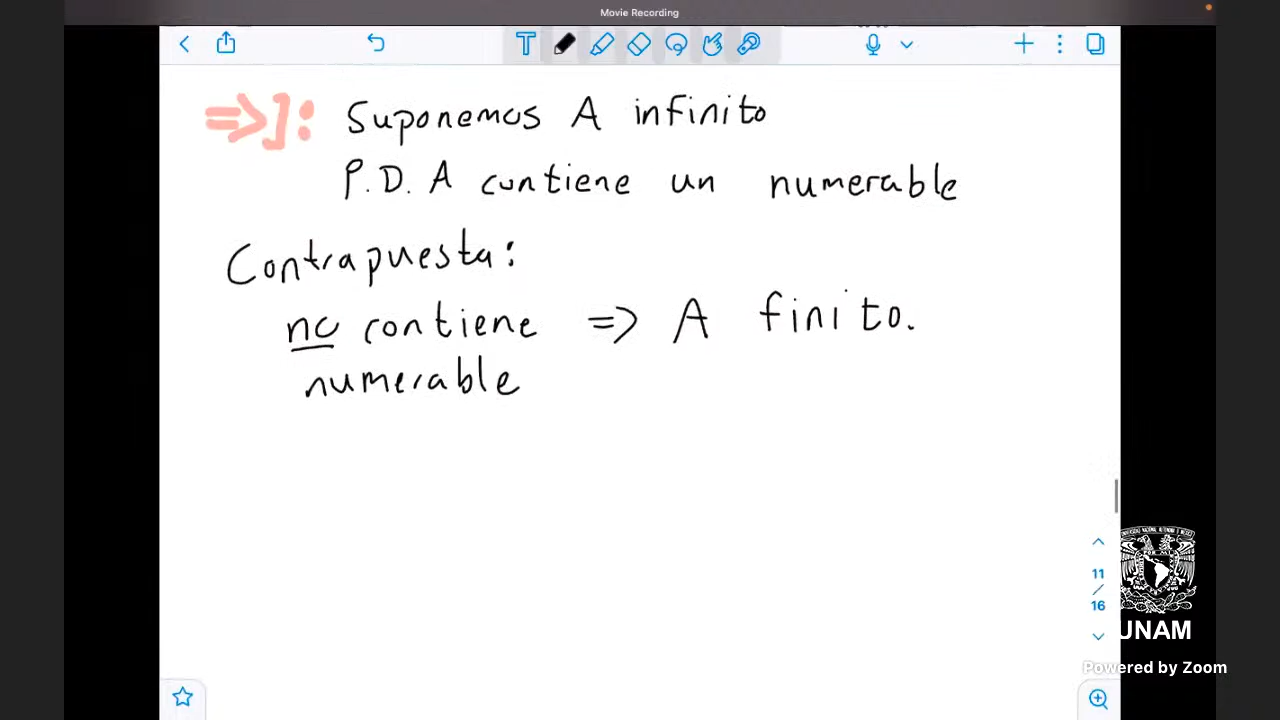 Movie Recording
=>]: Suponemos A infinito
P.D. A contiene un numerable
Contrapuesta:
no contiene => A finito.
numerable
11
/
16
UNAM
Powered by Zoom